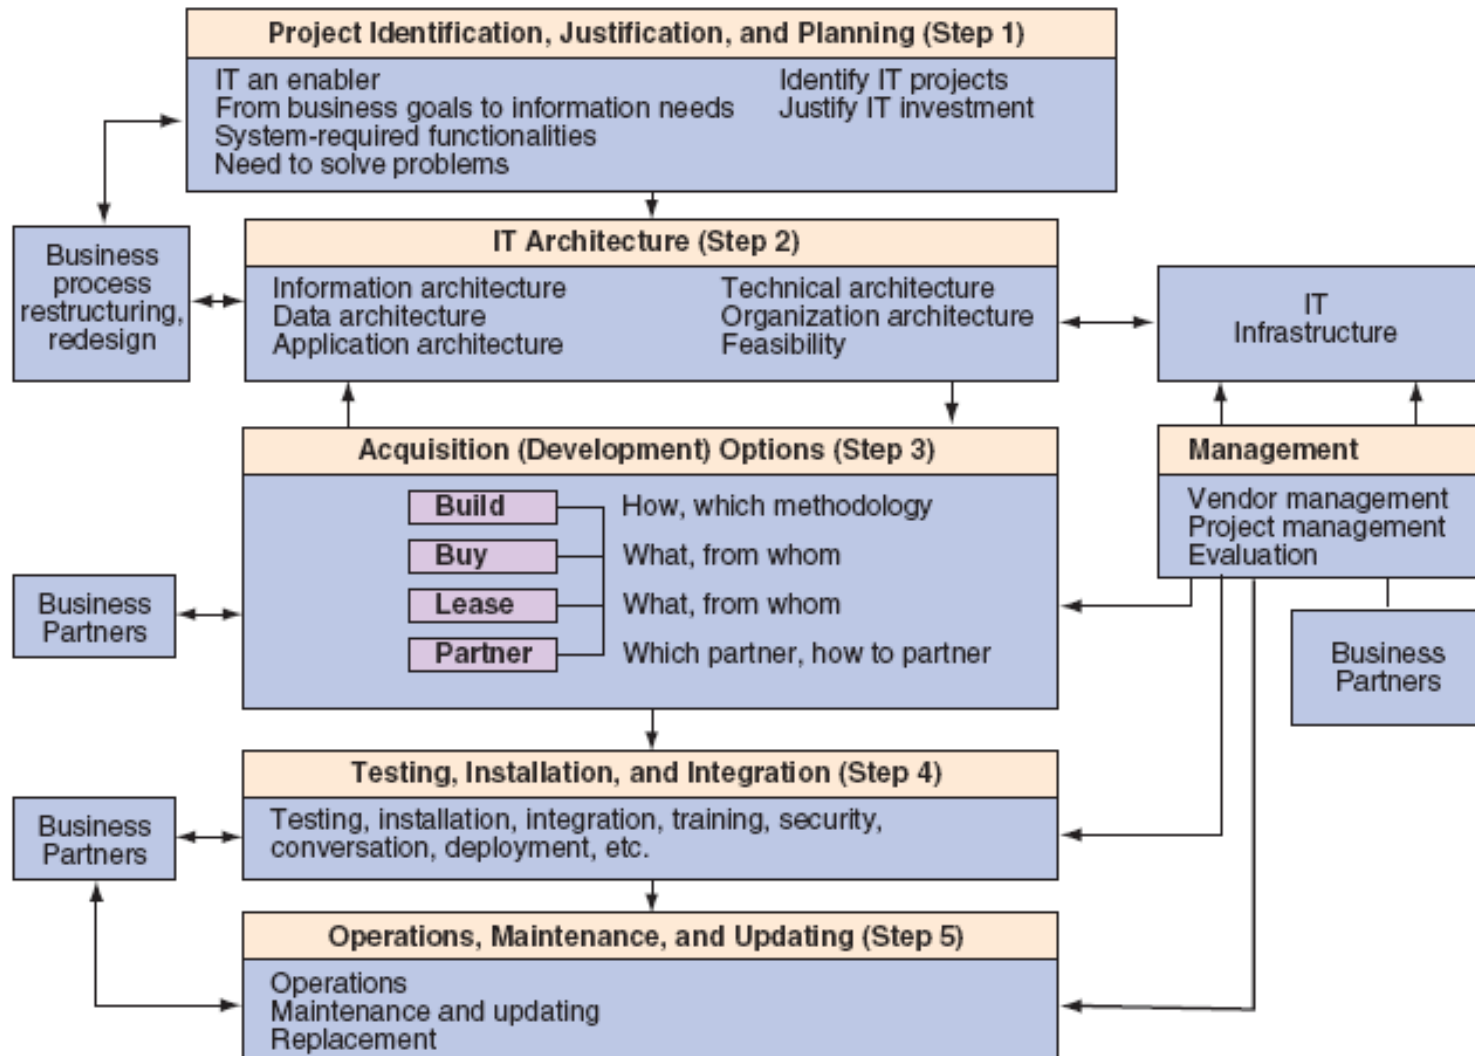 Project Identification, Justification, and Planning (Step 1)
IT an enabler
From business goals to information needs
System-required functionalities
Need to solve problems
Identify IT projects
Justify IT investment
Business
process
restructuring,
redesign
IT Architecture (Step 2)
Information architecture
Data architecture
Application architecture
Technical architecture
Organization architecture
Feasibility
IT
Infrastructure
Acquisition (Development) Options (Step 3)
Build
How, which methodology
Buy
What, from whom
Lease
What, from whom
Partner
Which partner, how to partner
Business
Partners
Management
Vendor management
Project management
Evaluation
Business
Partners
Testing, Installation, and Integration (Step 4)
Testing, installation, integration, training, security,
conversation, deployment, etc.
Business
Partners
Operations, Maintenance, and Updating (Step 5)
Operations
Maintenance and updating
Replacement